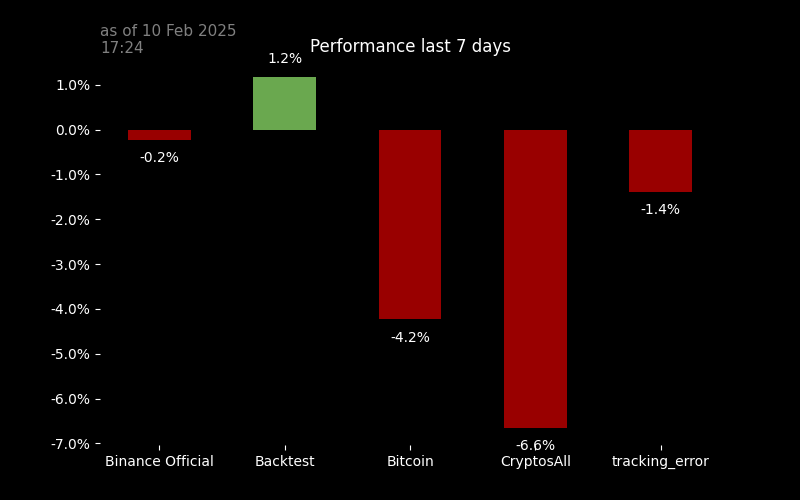 as of 10 Feb 2025
17:24
Performance last 7 days
1.2%
1.0%
0.0%
-0.2%
-1.0%
-1.4%
-2.0%
-3.0%
-4.0%
-4.2%
-5.0%
-6.0%
-6.6%
-7.0%
Binance Official
Backtest
Bitcoin
CryptosAll
tracking_error